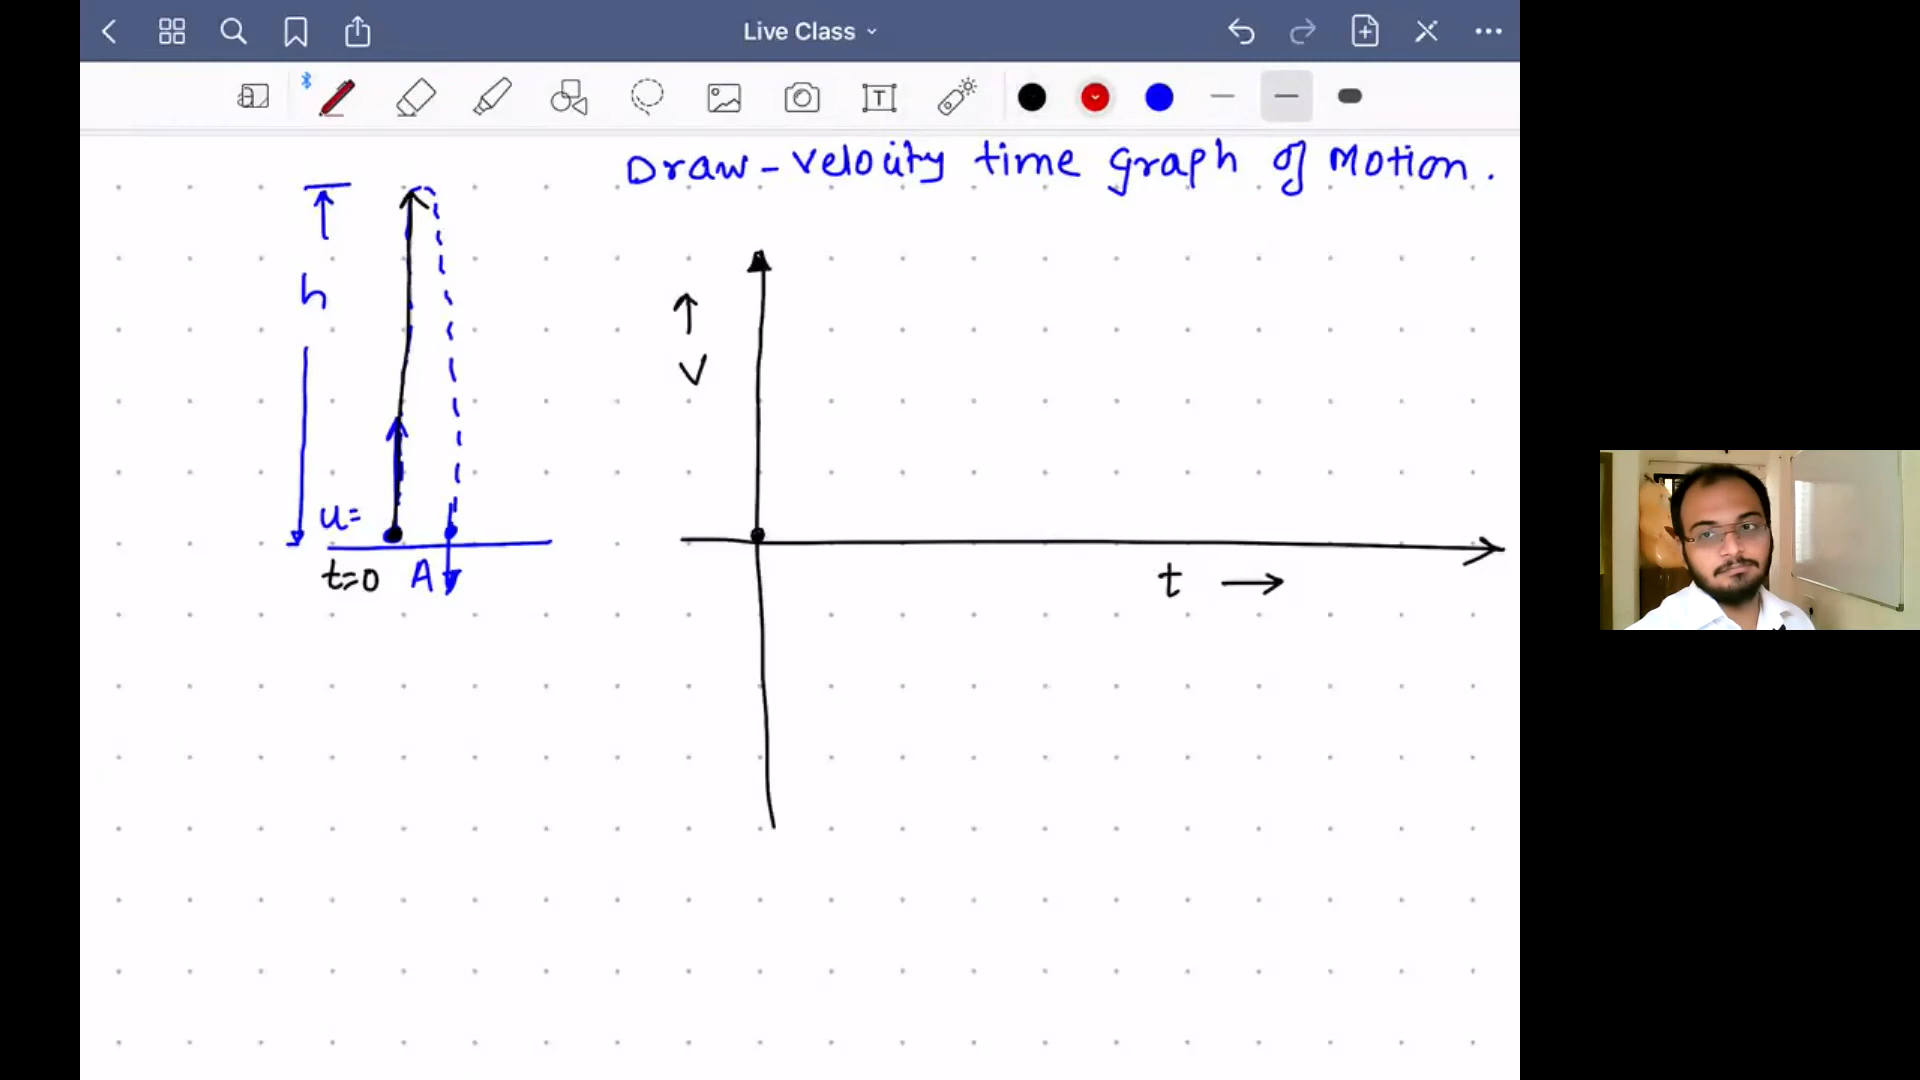 Live Class
T
Draw-velocity time graph of Motion.
h
V
u=
t=0 A
t